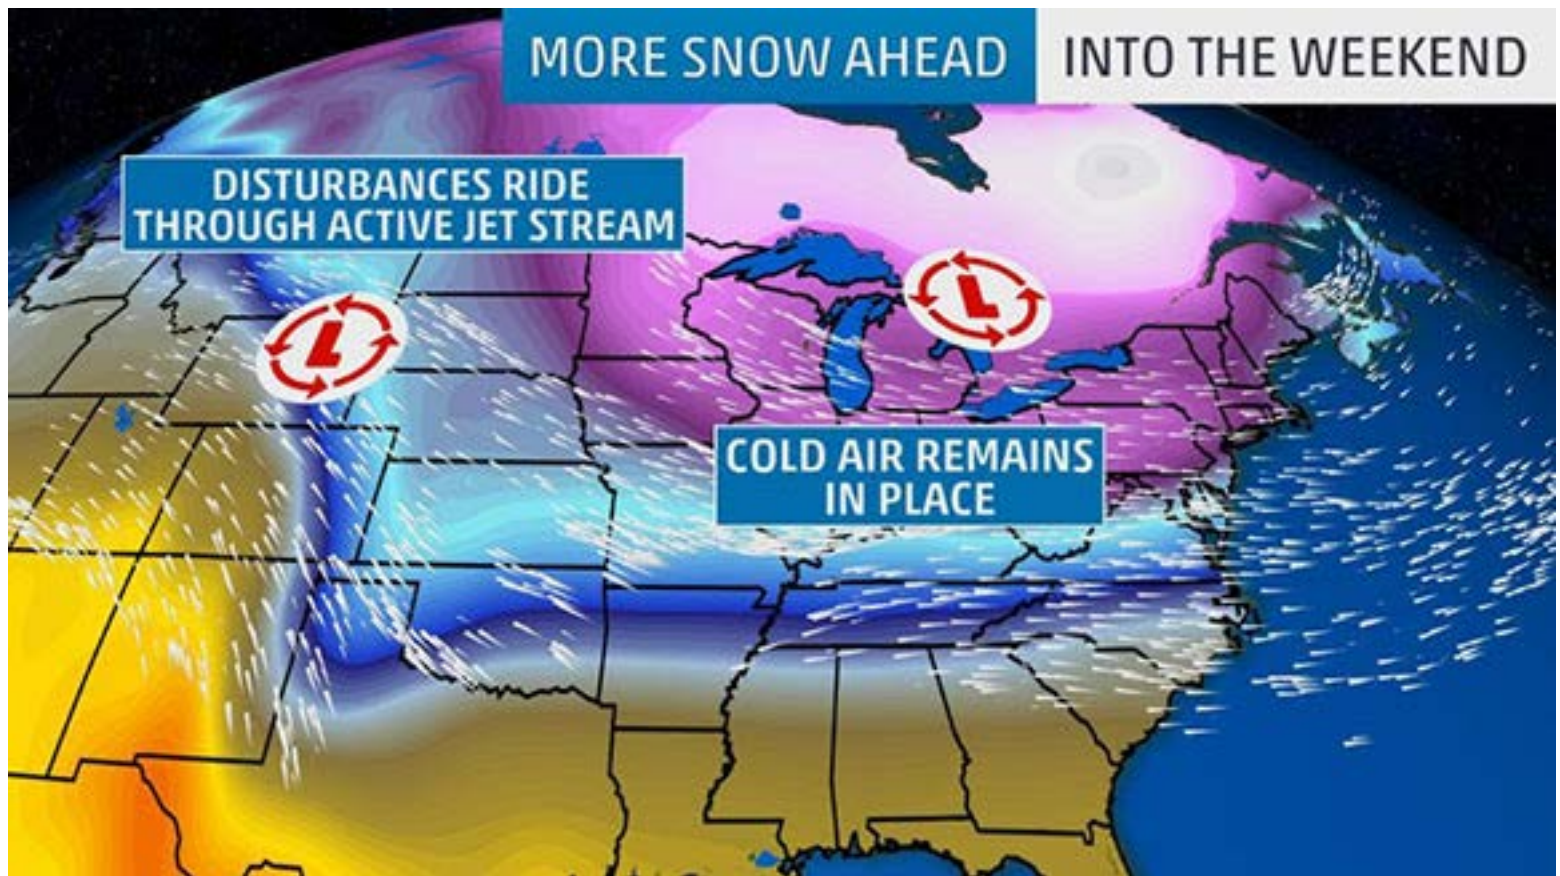 MORE SNOW AHEAD INTO THE WEEKEND
DISTURBANCES RIDE
THROUGH ACTIVE JET STREAM
L
L
COLD AIR REMAINS
IN PLACE